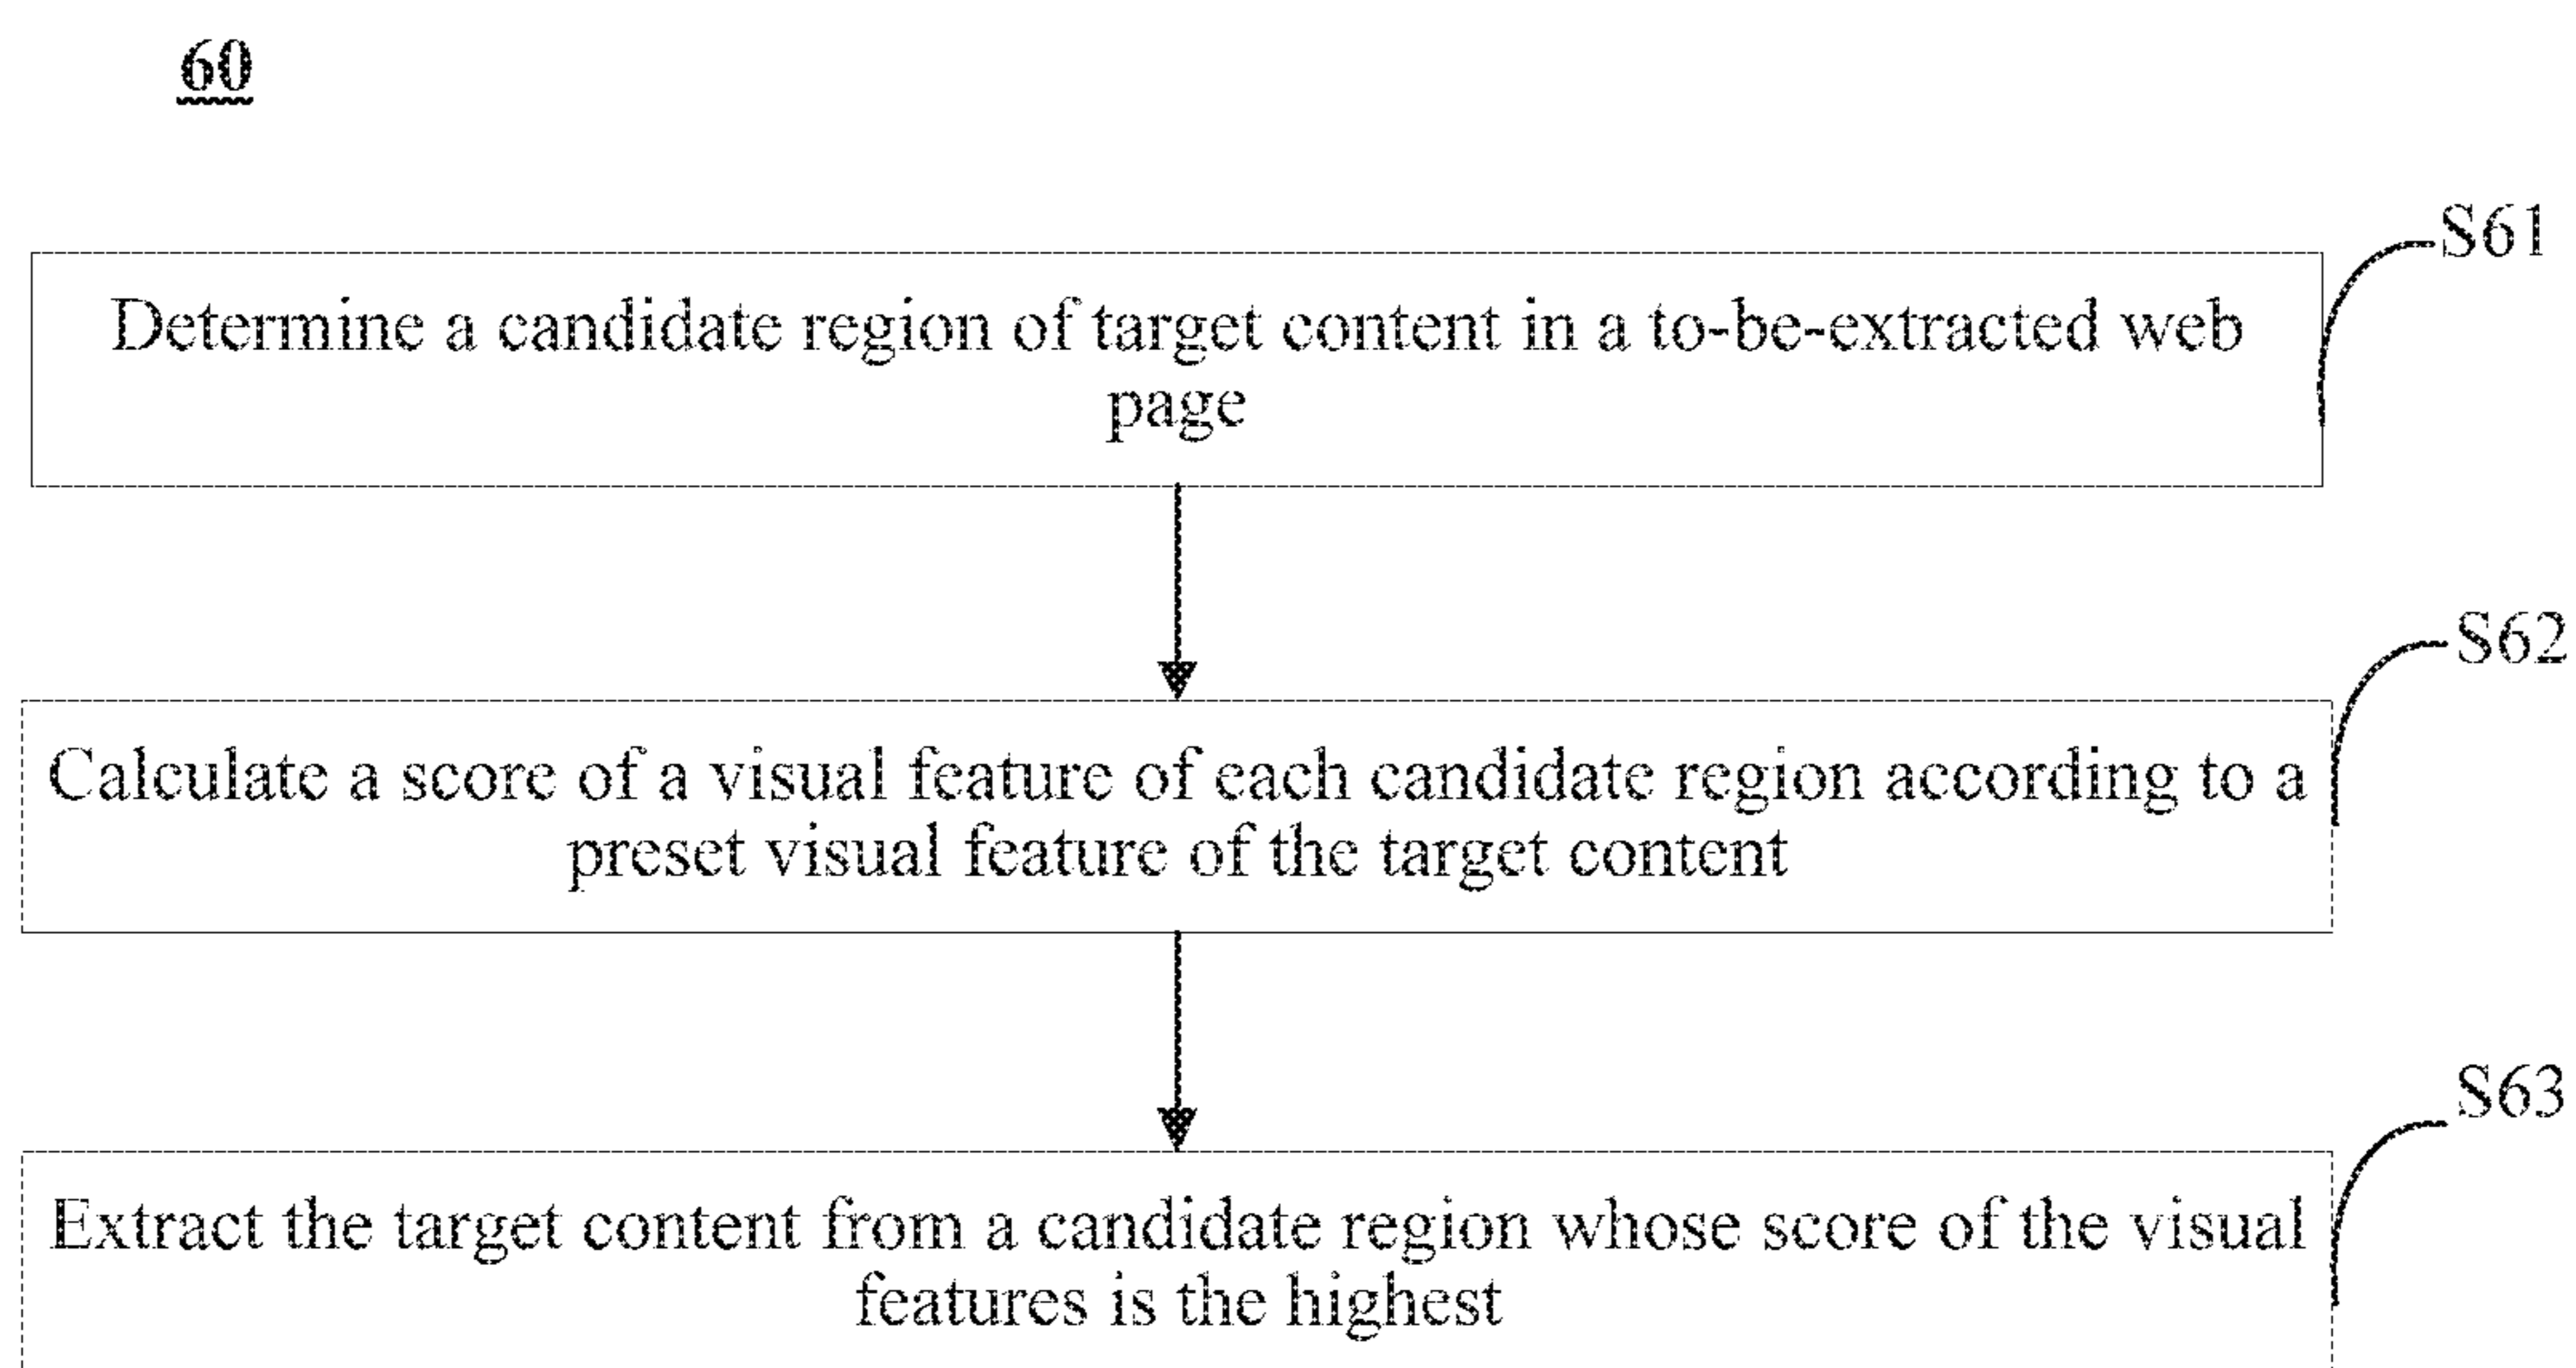 60
S61
Determine a candidate region of target content in a to-be-extracted web
page
S62
Calculate a score of a visual feature of each candidate region according to a
preset visual feature of the target content
S63
Extract the target content from a candidate region whose score of the visual
features is the highest